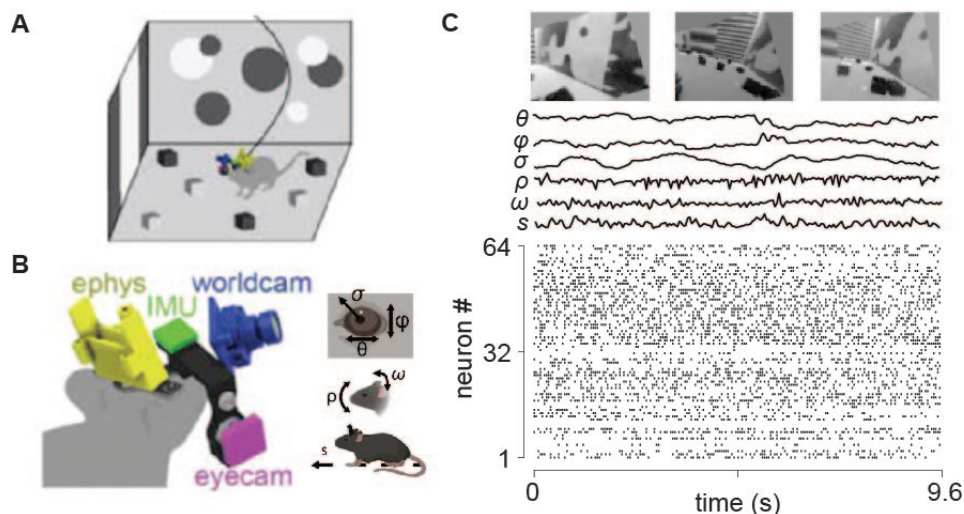 A
B
ephys
IMU
worldcam
eyecam
σ
φ
θ
ω
ρ
s
C
θ
φ
σ
ρ
ω
s
64
32
1
neuron #
0
9.6
time (s)